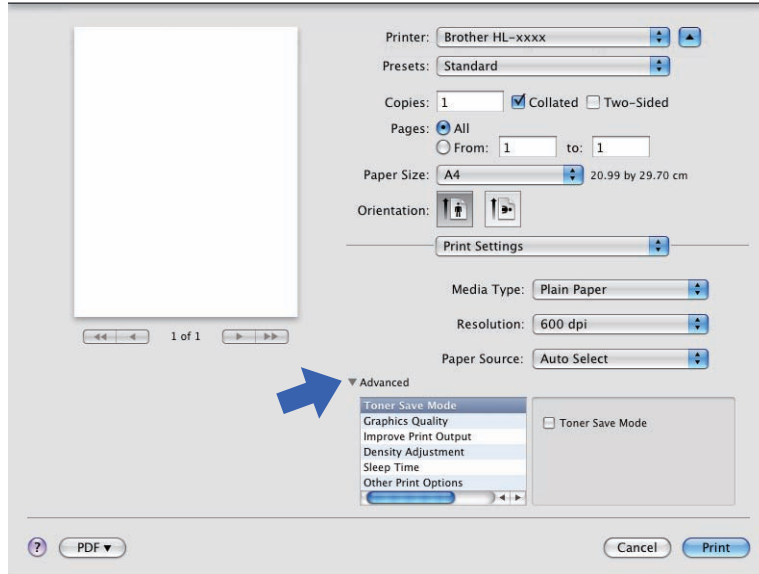 Printer: Brother HL-xxxx
Presets: Standard
Copies: 1 Collated Two-Sided
Pages: All
From: 1 to: 1
Paper Size: A4 20.99 by 29.70 cm
Orientation:
Print Settings
Media Type: Plain Paper
Resolution: 600 dpi
Paper Source: Auto Select
1 of 1
Advanced
Toner Save Mode
Graphics Quality
Improve Print Output
Density Adjustment
Sleep Time
Other Print Options
Toner Save Mode
? PDF Cancel Print